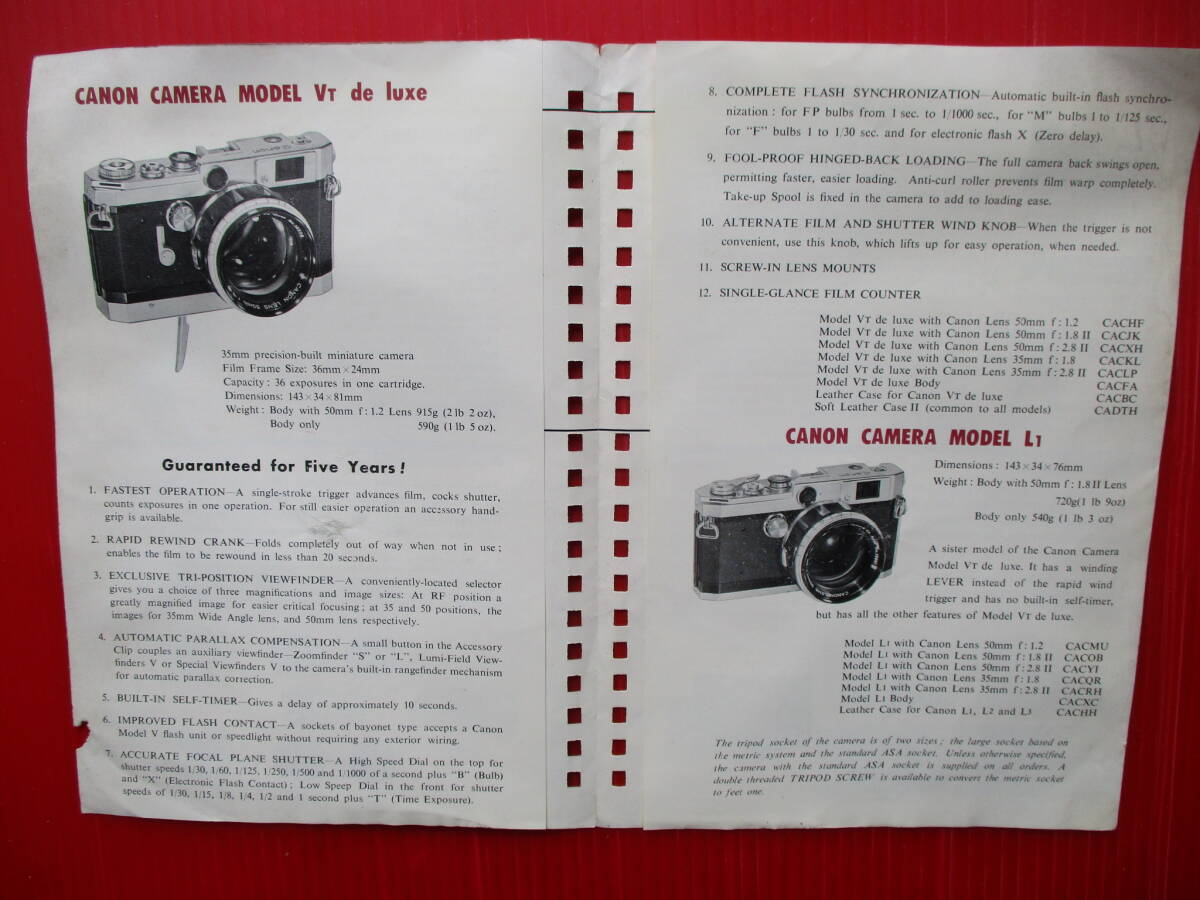 CANON CAMERA MODEL VT de luxe
Canon
CANON LENS 50mm
35mm precision-built miniature camera
Film Frame Size: 36mm×24mm
Capacity: 36 exposures in one cartridge.
Dimensions: 143×34×81mm
Weight: Body with 50mm f:1.2 Lens 915g (2 lb 2 oz),
Body only 590g (1 lb 5 oz).
Guaranteed for Five Years!
1. FASTEST OPERATION—A single-stroke trigger advances film, cocks shutter,
counts exposures in one operation. For still easier operation an accessory hand-
grip is available.
2. RAPID REWIND CRANK—Folds completely out of way when not in use;
enables the film to be rewound in less than 20 seconds.
3. EXCLUSIVE TRI-POSITION VIEWFINDER—A conveniently-located selector
gives you a choice of three magnifications and image sizes: At RF position a
greatly magnified image for easier critical focusing; at 35 and 50 positions, the
images for 35mm Wide Angle lens, and 50mm lens respectively.
4. AUTOMATIC PARALLAX COMPENSATION—A small button in the Accessory
Clip couples an auxiliary viewfinder—Zoomfinder "S" or "L", Lumi-Field View-
finders V or Special Viewfinders V to the camera's built-in rangefinder mechanism
for automatic parallax correction.
5. BUILT-IN SELF-TIMER—Gives a delay of approximately 10 seconds.
6. IMPROVED FLASH CONTACT—A sockets of bayonet type accepts a Canon
Model V flash unit or speedlight without requiring any exterior wiring.
7. ACCURATE FOCAL PLANE SHUTTER—A High Speed Dial on the top for
shutter speeds 1/30, 1/60, 1/125, 1/250, 1/500 and 1/1000 of a second plus "B" (Bulb)
and "X" (Electronic Flash Contact); Low Speep Dial in the front for shutter
speeds of 1/30, 1/15, 1/8, 1/4, 1/2 and 1 second plus "T" (Time Exposure).
8. COMPLETE FLASH SYNCHRONIZATION—Automatic built-in flash synchro-
nization: for FP bulbs from 1 sec. to 1/1000 sec., for "M" bulbs 1 to 1/125 sec.,
for "F" bulbs 1 to 1/30 sec. and for electronic flash X (Zero delay).
9. FOOL-PROOF HINGED-BACK LOADING—The full camera back swings open,
permitting faster, easier loading. Anti-curl roller prevents film warp completely.
Take-up Spool is fixed in the camera to add to loading ease.
10. ALTERNATE FILM AND SHUTTER WIND KNOB—When the trigger is not
convenient, use this knob, which lifts up for easy operation, when needed.
11. SCREW-IN LENS MOUNTS
12. SINGLE-GLANCE FILM COUNTER
Model VT de luxe with Canon Lens 50mm f:1.2 CACHF
Model VT de luxe with Canon Lens 50mm f:1.8 II CACJK
Model VT de luxe with Canon Lens 50mm f:2.8 II CACXH
Model VT de luxe with Canon Lens 35mm f:1.8 CACKL
Model VT de luxe with Canon Lens 35mm f:2.8 II CACLP
Model VT de luxe Body CACFA
Leather Case for Canon VT de luxe CACBC
Soft Leather Case II (common to all models) CADTH
CANON CAMERA MODEL L1
Dimensions: 143×34×76mm
Weight: Body with 50mm f:1.8 II Lens
720g(1 lb 9oz)
Body only 540g (1 lb 3 oz)
A sister model of the Canon Camera
Model VT de luxe. It has a winding
LEVER instead of the rapid wind
trigger and has no built-in self-timer,
but has all the other features of Model VT de luxe.
Model L1 with Canon Lens 50mm f:1.2 CACMU
Model L1 with Canon Lens 50mm f:1.8 II CACOB
Model L1 with Canon Lens 50mm f:2.8 II CACYI
Model L1 with Canon Lens 35mm f:1.8 CACQR
Model L1 with Canon Lens 35mm f:2.8 II CACRH
Model L1 Body CACXC
Leather Case for Canon L1, L2 and L3 CACHH
The tripod socket of the camera is of two sizes; the large socket based on
the metric system and the standard ASA socket. Unless otherwise specified,
the camera with the standard ASA socket is supplied on all orders. A
double threaded TRIPOD SCREW is available to convert the metric socket
to feet one.